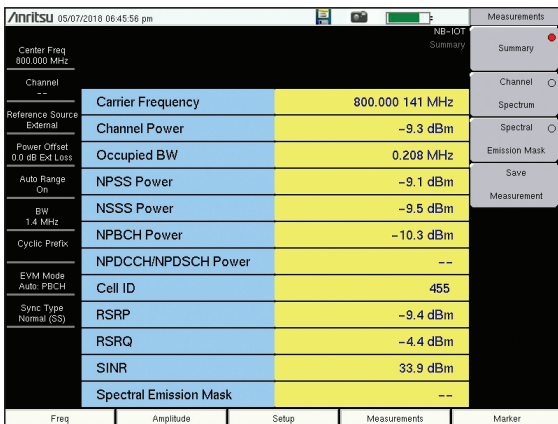 Anritsu 05/07/2018 06:45:56 pm
Measurements
NB-IOT
Summary
Center Freq
800.000 MHz
Channel
--
Reference Source
External
Power Offset
0.0 dB Ext Loss
Auto Range
On
BW
1.4 MHz
Cyclic Prefix
EVM Mode
Auto: PBCH
Sync Type
Normal (SS)
Carrier Frequency 800.000 141 MHz
Channel Power -9.3 dBm
Occupied BW 0.208 MHz
NPSS Power -9.1 dBm
NSSS Power -9.5 dBm
NPBCH Power -10.3 dBm
NPDCCH/NPDSCH Power --
Cell ID 455
RSRP -9.4 dBm
RSRQ -4.4 dBm
SINR 33.9 dBm
Spectral Emission Mask --
Summary
Channel
Spectrum
Spectral
Emission Mask
Save
Measurement
Freq Amplitude Setup Measurements Marker